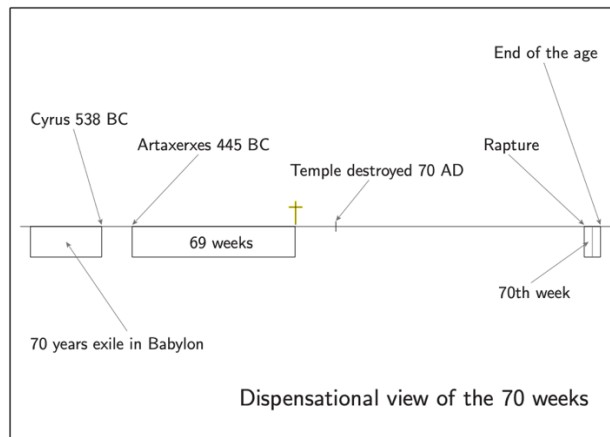 End of the age
Cyrus 538 BC
Artaxerxes 445 BC
Rapture
Temple destroyed 70 AD
69 weeks
70th week
70 years exile in Babylon
Dispensational view of the 70 weeks